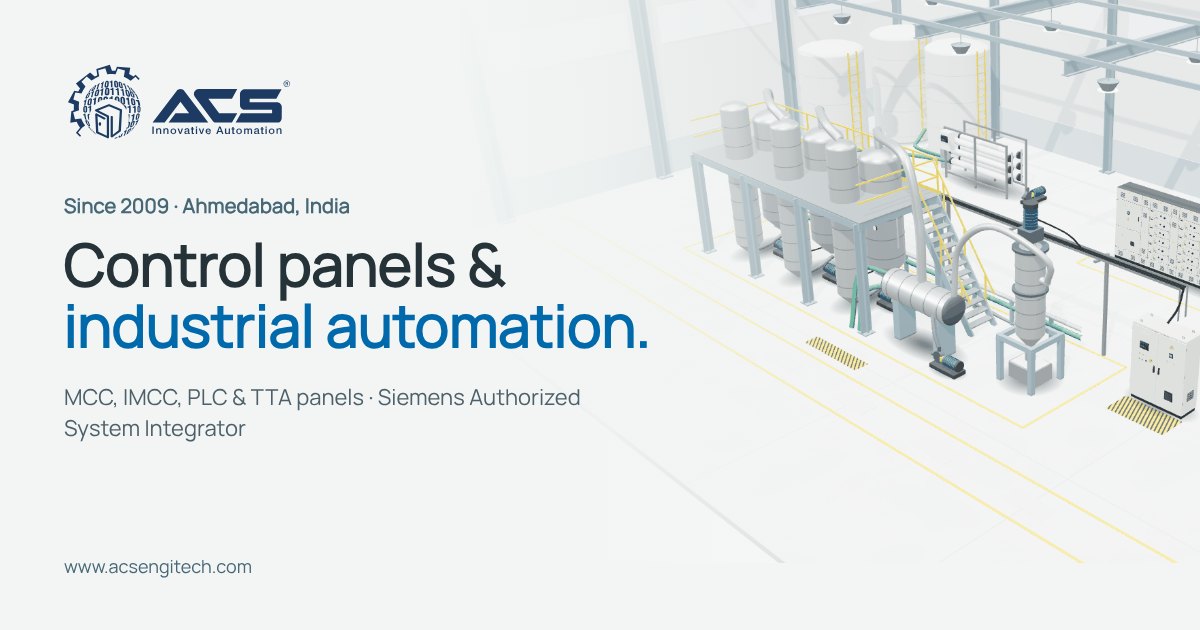 ACS®
Innovative Automation
Since 2009 · Ahmedabad, India
Control panels &
industrial automation.
MCC, IMCC, PLC & TTA panels · Siemens Authorized
System Integrator
www.acsengitech.com